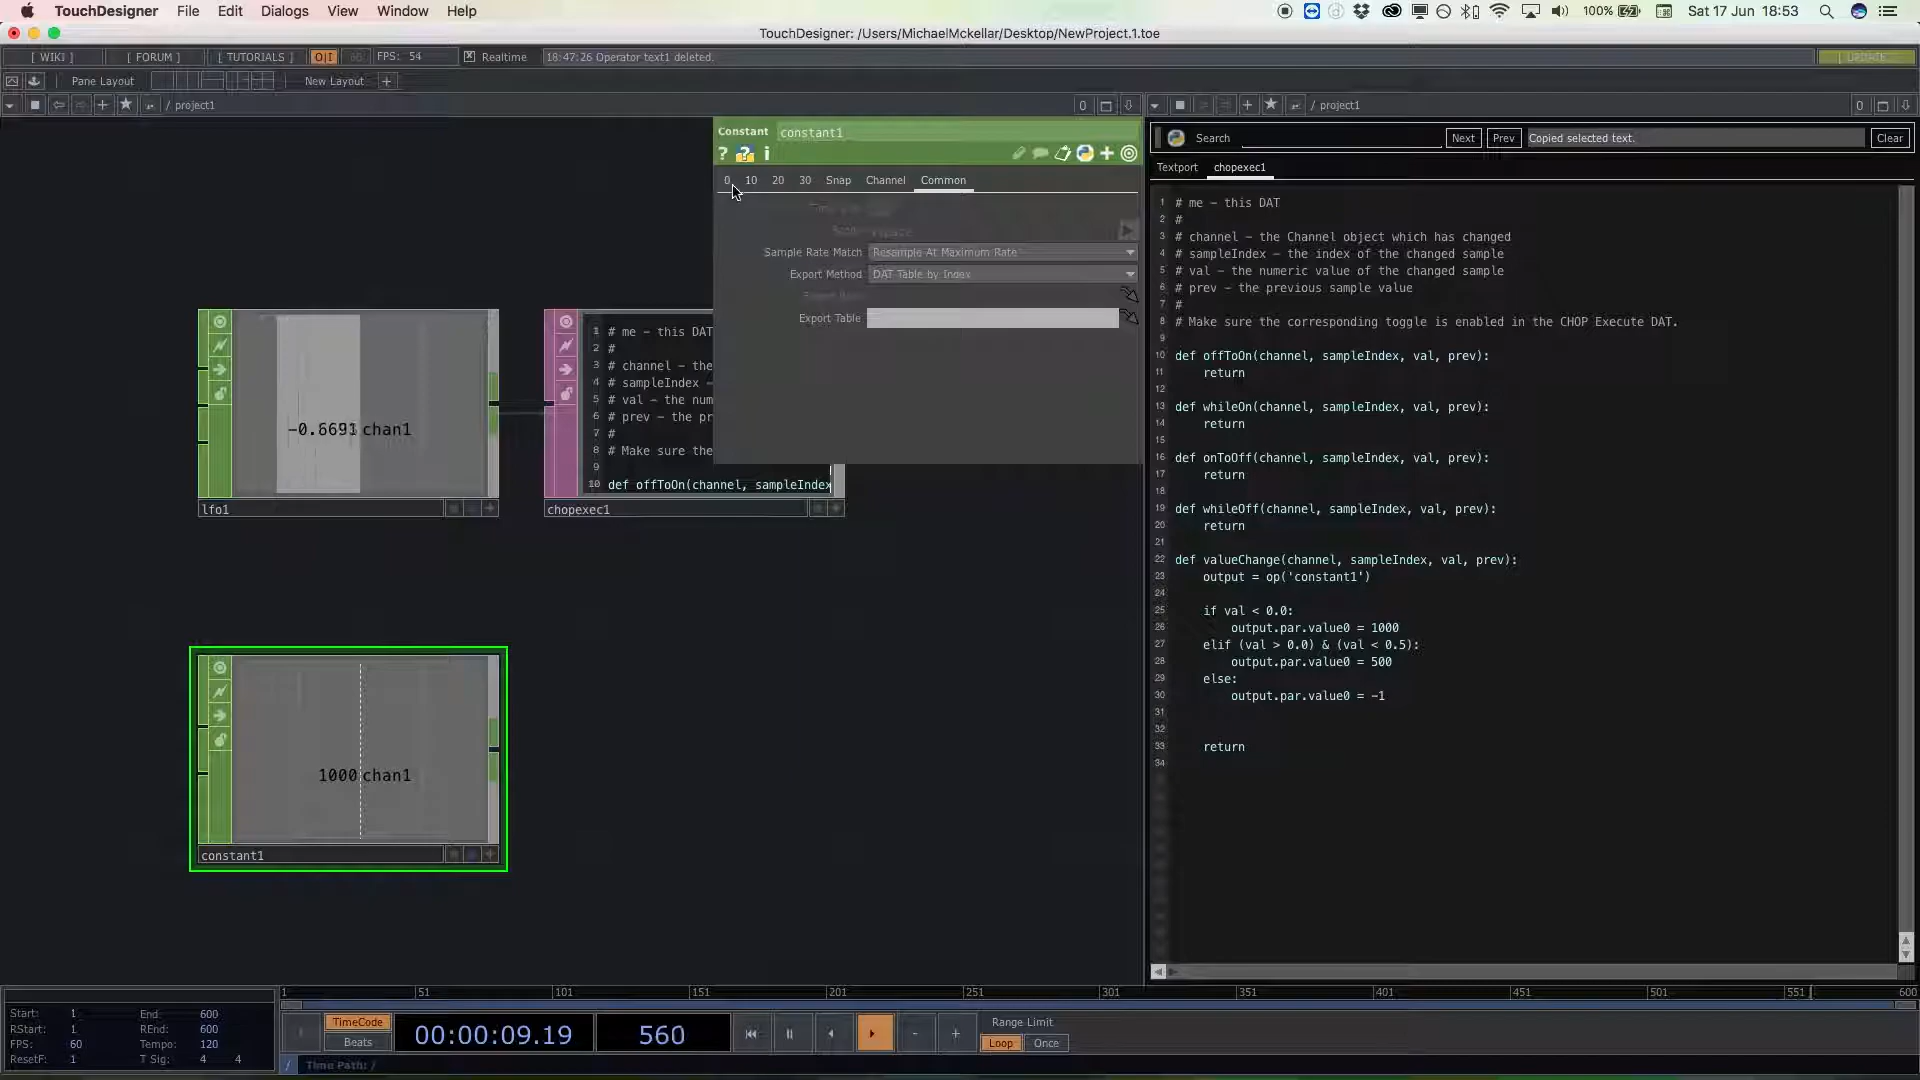 TouchDesigner File Edit Dialogs View Window Help
100% Sat 17 Jun 18:53
TouchDesigner: /Users/MichaelMckellar/Desktop/NewProject.1.toe
[ WIKI ] [ FORUM ] [ TUTORIALS ] O|I FPS: 54 Realtime 18:47:26 Operator text1 deleted. UPDATE
Pane Layout New Layout +
/ project1 0
/ project1 0
Constant constant1
? ? i
0 10 20 30 Snap Channel Common
Sample Rate Match Resample At Maximum Rate
Export Method DAT Table by Index
Export Table
-0.6691 chan1
lfo1
1 # me - this DAT
2 #
3 # channel - the
4 # sampleIndex -
5 # val - the num
6 # prev - the pr
7 #
8 # Make sure the
9
10 def offToOn(channel, sampleIndex
chopexec1
1000 chan1
constant1
Search Next Prev Copied selected text. Clear
Textport chopexec1
1 # me - this DAT
2 #
3 # channel - the Channel object which has changed
4 # sampleIndex - the index of the changed sample
5 # val - the numeric value of the changed sample
6 # prev - the previous sample value
7 #
8 # Make sure the corresponding toggle is enabled in the CHOP Execute DAT.
9
10 def offToOn(channel, sampleIndex, val, prev):
11 return
12
13 def whileOn(channel, sampleIndex, val, prev):
14 return
15
16 def onToOff(channel, sampleIndex, val, prev):
17 return
18
19 def whileOff(channel, sampleIndex, val, prev):
20 return
21
22 def valueChange(channel, sampleIndex, val, prev):
23 output = op('constant1')
24
25 if val < 0.0:
26 output.par.value0 = 1000
27 elif (val > 0.0) & (val < 0.5):
28 output.par.value0 = 500
29 else:
30 output.par.value0 = -1
31
32
33 return
34
1 51 101 151 201 251 301 351 401 451 501 551 600
Start: 1 End: 600
RStart: 1 REnd: 600
FPS: 60 Tempo: 120
ResetF: 1 T Sig: 4 4
TimeCode
Beats
00:00:09.19 560
- +
Range Limit
Loop Once
/ Time Path: /